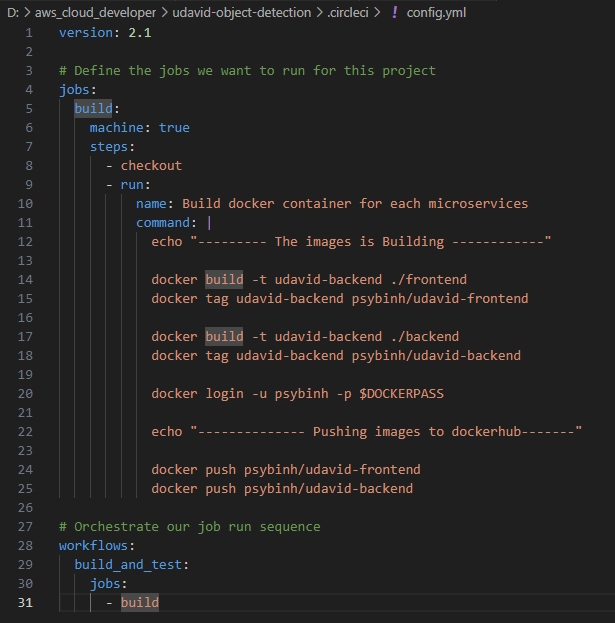 D: > aws_cloud_developer > udavid-object-detection > .circleci > ! config.yml
1 version: 2.1
2
3 # Define the jobs we want to run for this project
4 jobs:
5   build:
6     machine: true
7     steps:
8       - checkout
9       - run:
10           name: Build docker container for each microservices
11           command: |
12             echo "--------- The images is Building ------------"
13
14             docker build -t udavid-backend ./frontend
15             docker tag udavid-backend psybinh/udavid-frontend
16
17             docker build -t udavid-backend ./backend
18             docker tag udavid-backend psybinh/udavid-backend
19
20             docker login -u psybinh -p $DOCKERPASS
21
22             echo "-------------- Pushing images to dockerhub-------"
23
24             docker push psybinh/udavid-frontend
25             docker push psybinh/udavid-backend
26
27 # Orchestrate our job run sequence
28 workflows:
29   build_and_test:
30     jobs:
31       - build